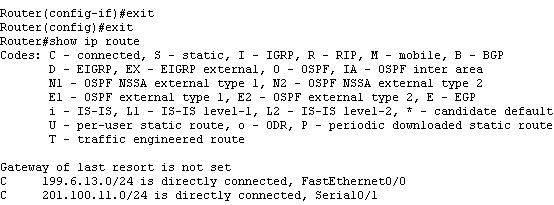 Router(config-if)#exit
Router(config)#exit
Router#show ip route
Codes: C - connected, S - static, I - IGRP, R - RIP, M - mobile, B - BGP
D - EIGRP, EX - EIGRP external, O - OSPF, IA - OSPF inter area
N1 - OSPF NSSA external type 1, N2 - OSPF NSSA external type 2
E1 - OSPF external type 1, E2 - OSPF external type 2, E - EGP
i - IS-IS, L1 - IS-IS level-1, L2 - IS-IS level-2, * - candidate default
U - per-user static route, o - ODR, P - periodic downloaded static route
T - traffic engineered route
Gateway of last resort is not set
C 199.6.13.0/24 is directly connected, FastEthernet0/0
C 201.100.11.0/24 is directly connected, Serial0/1